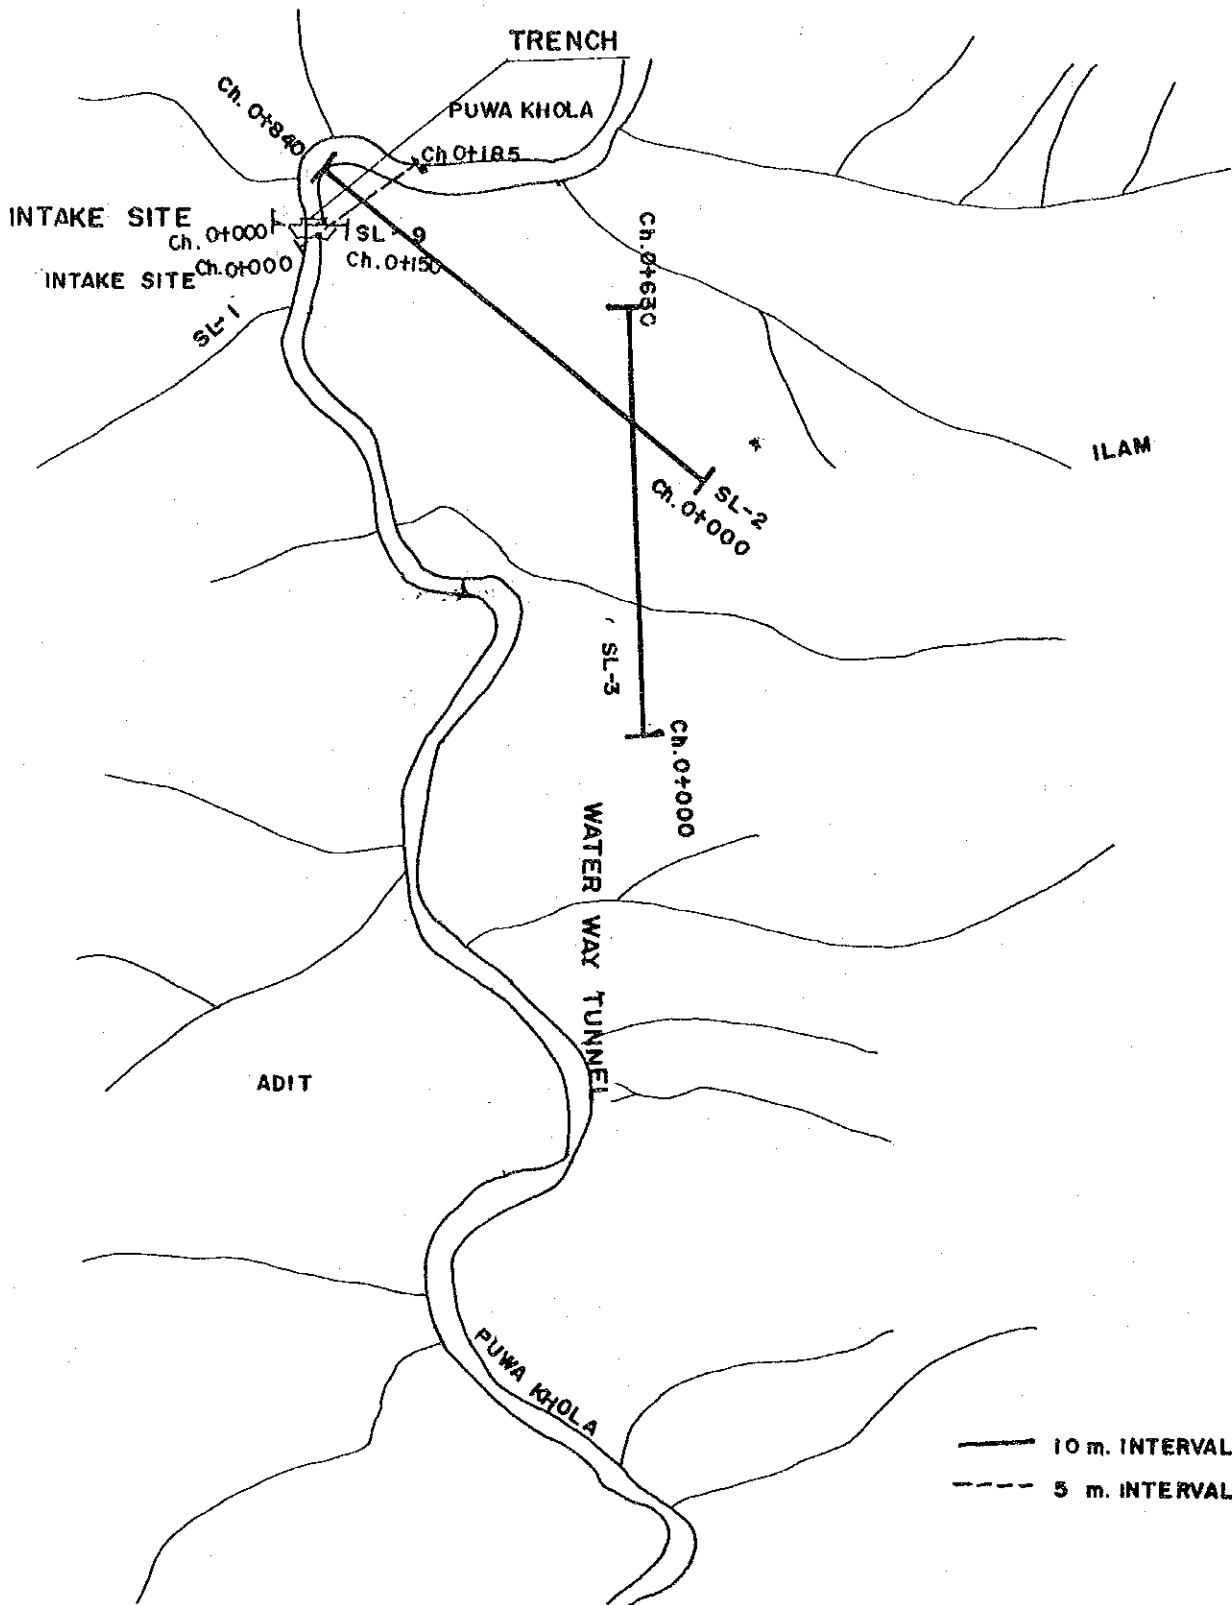 TRENCH
Ch. 0+840
PUWA KHOLA
Ch 0+185
INTAKE SITE
Ch. 0+000
SL-9
Ch. 0+150
INTAKE SITE
Ch. 0+000
SL-1
Ch. 0+630
ILAM
SL-2
Ch. 0+000
SL-3
Ch. 0+000
WATER WAY TUNNEL
ADIT
PUWA KHOLA
10 m. INTERVAL
5 m. INTERVAL